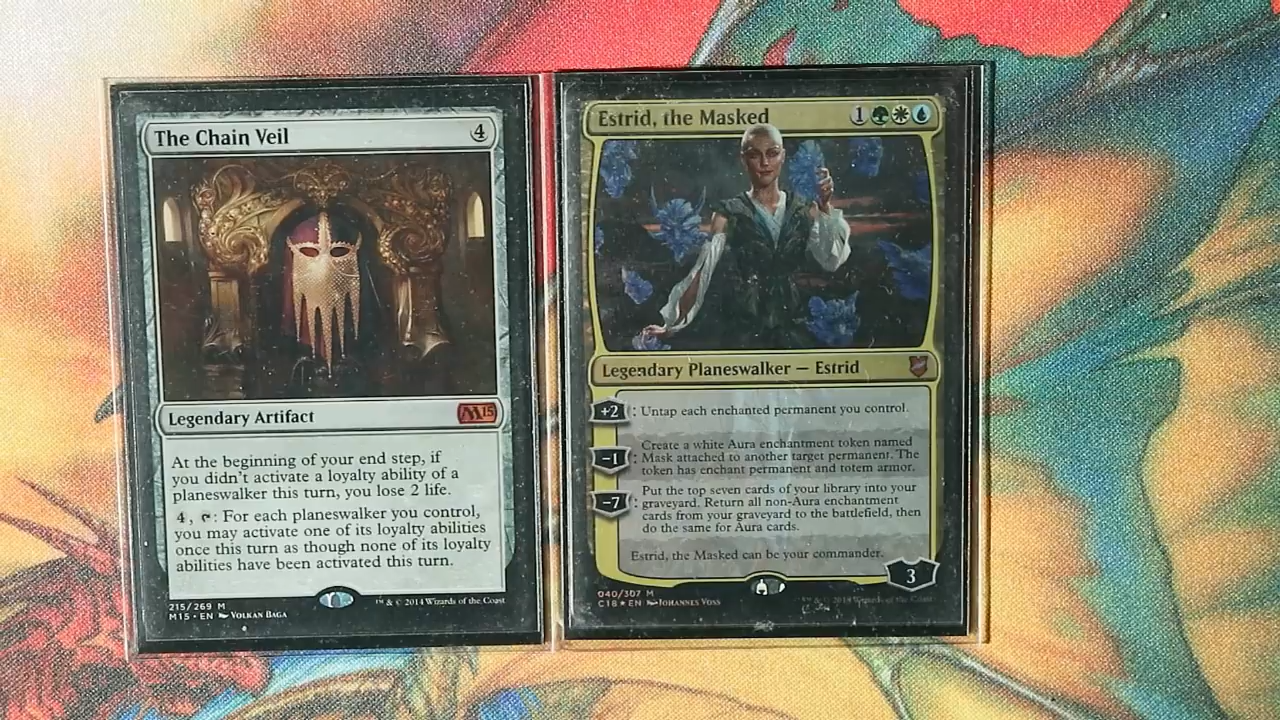 The Chain Veil 4
Legendary Artifact M15
At the beginning of your end step, if
you didn't activate a loyalty ability of a
planeswalker this turn, you lose 2 life.
4, : For each planeswalker you control,
you may activate one of its loyalty abilities
once this turn as though none of its loyalty
abilities have been activated this turn.
215/269 M
M15 • EN Volkan Baga
™ & © 2014 Wizards of the Coast
Estrid, the Masked 1
Legendary Planeswalker — Estrid
+2 : Untap each enchanted permanent you control.
Create a white Aura enchantment token named
-1 : Mask attached to another target permanent. The
token has enchant permanent and totem armor.
Put the top seven cards of your library into your
-7 : graveyard. Return all non-Aura enchantment
cards from your graveyard to the battlefield, then
do the same for Aura cards.
Estrid, the Masked can be your commander.
3
040/307 M
C18 ★ EN Johannes Voss
™ & © 2018 Wizards of the Coast